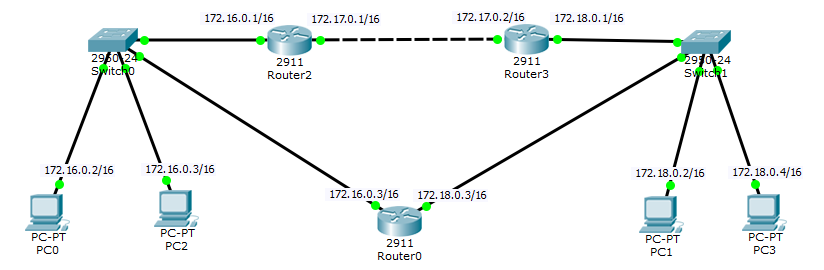 172.16.0.1/16
172.17.0.1/16
172.17.0.2/16
172.18.0.1/16
2950-24
Switch0
2911
Router2
2911
Router3
2950-24
Switch1
172.16.0.2/16
172.16.0.3/16
172.18.0.2/16
172.18.0.4/16
172.16.0.3/16
172.18.0.3/16
PC-PT
PC0
PC-PT
PC2
2911
Router0
PC-PT
PC1
PC-PT
PC3